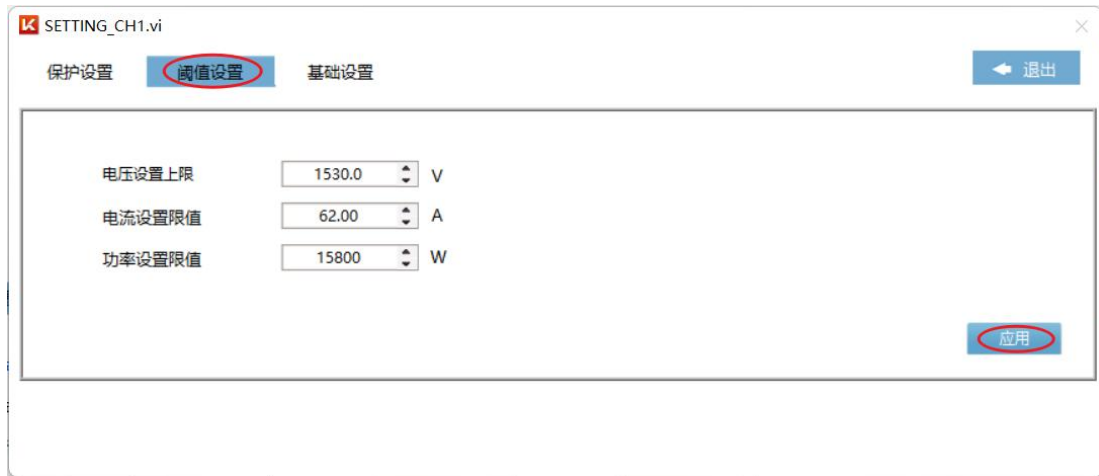 SETTING_CH1.vi
保护设置 阈值设置 基础设置 退出
电压设置上限 1530.0 V
电流设置限值 62.00 A
功率设置限值 15800 W
应用